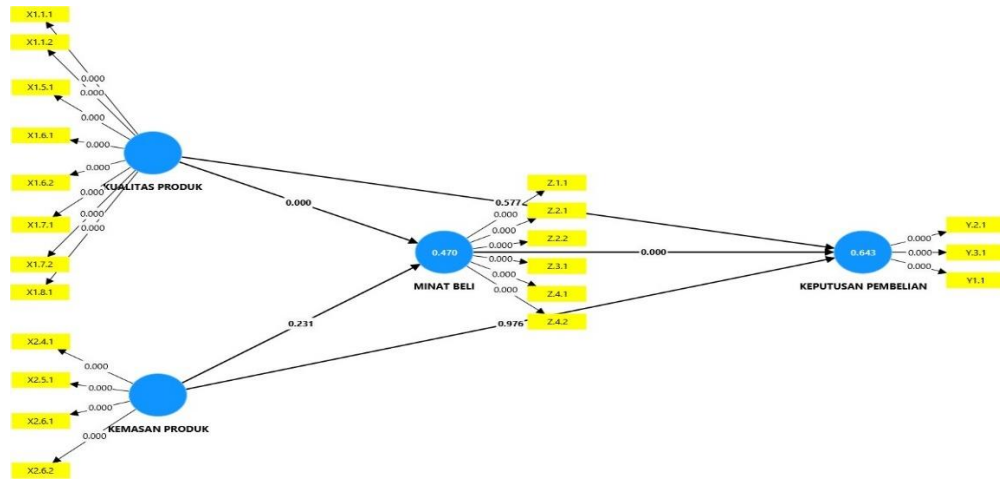 X1.1.1
X1.1.2
X1.5.1
X1.6.1
X1.6.2
X1.7.1
X1.7.2
X1.8.1
0.000
0.000
0.000
0.000
0.000
0.000
0.000
0.000
KUALITAS PRODUK
X2.4.1
X2.5.1
X2.6.1
X2.6.2
0.000
0.000
0.000
0.000
KEMASAN PRODUK
0.000
0.231
0.577
0.000
0.976
0.470
MINAT BELI
0.000
0.000
0.000
0.000
0.000
0.000
Z.1.1
Z.2.1
Z.2.2
Z.3.1
Z.4.1
Z.4.2
0.643
KEPUTUSAN PEMBELIAN
0.000
0.000
0.000
Y.2.1
Y.3.1
Y1.1